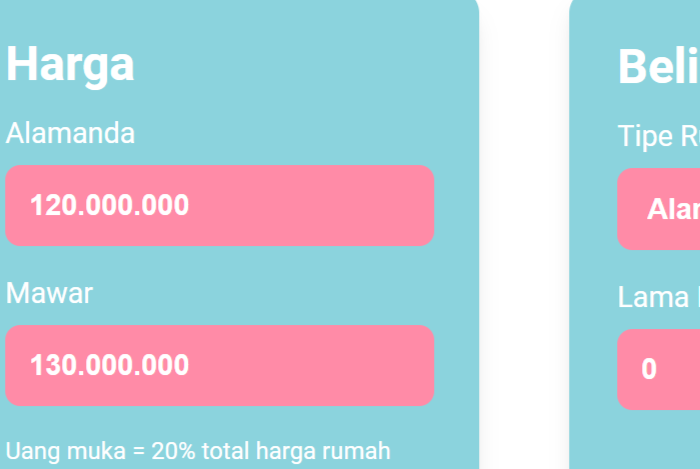 Harga
Alamanda
120.000.000
Mawar
130.000.000
Uang muka = 20% total harga rumah
Beli
Tipe
Lama
0